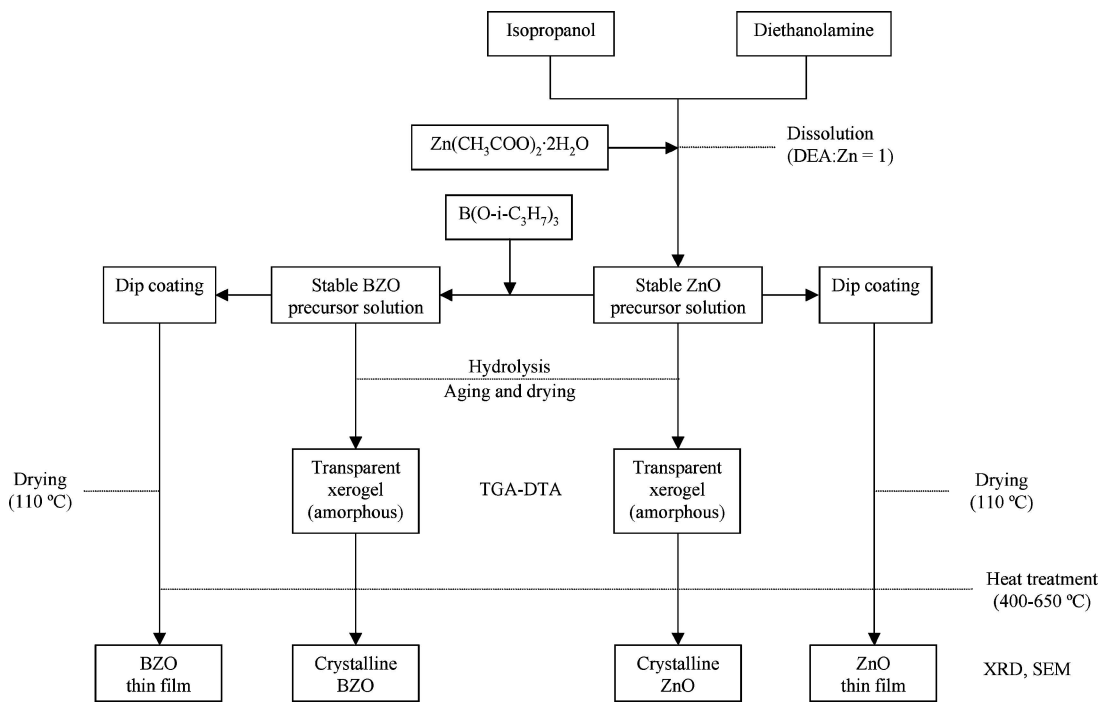 Isopropanol
Diethanolamine
Zn(CH₃COO)₂·2H₂O
Dissolution
(DEA:Zn = 1)
B(O-i-C₃H₇)₃
Dip coating
Stable BZO
precursor solution
Stable ZnO
precursor solution
Dip coating
Hydrolysis
Aging and drying
Drying
(110 ºC)
Transparent
xerogel
(amorphous)
TGA-DTA
Transparent
xerogel
(amorphous)
Drying
(110 ºC)
Heat treatment
(400-650 ºC)
BZO
thin film
Crystalline
BZO
Crystalline
ZnO
ZnO
thin film
XRD, SEM